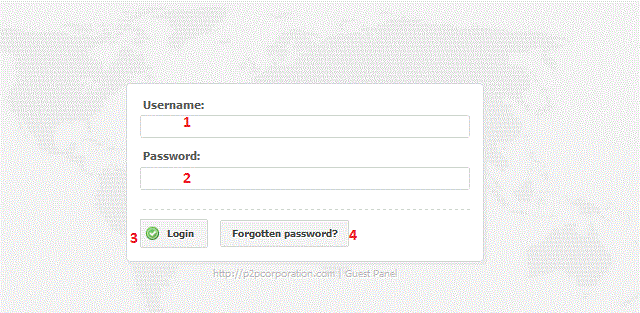 Username:
1
Password:
2
3 Login Forgotten password? 4
http://p2pcorporation.com | Guest Panel